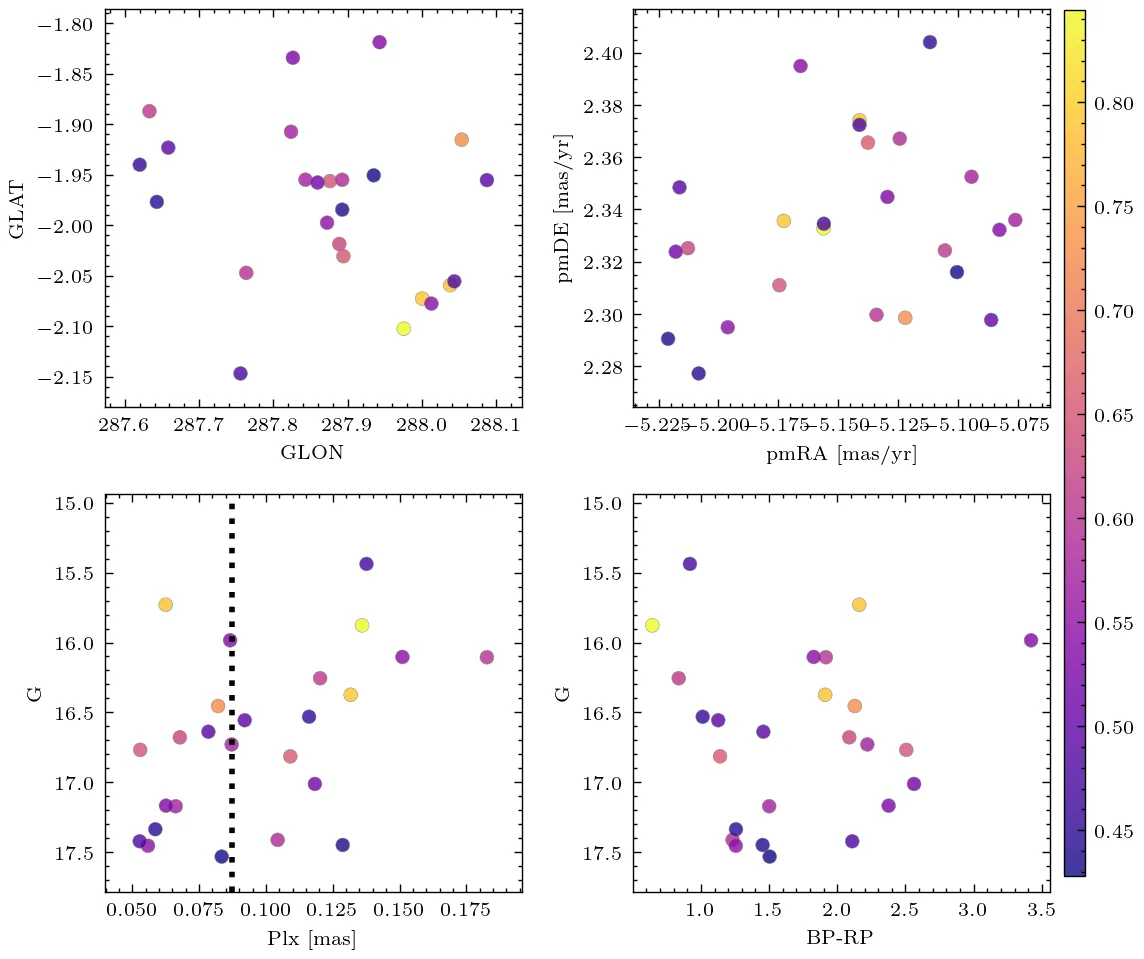 −1.80
−1.85
−1.90
−1.95
−2.00
−2.05
−2.10
−2.15
GLAT
287.6 287.7 287.8 287.9 288.0 288.1
GLON
2.40
2.38
2.36
2.34
2.32
2.30
2.28
pmDE [mas/yr]
−5.225 −5.200 −5.175 −5.150 −5.125 −5.100 −5.075
pmRA [mas/yr]
15.0
15.5
16.0
16.5
17.0
17.5
G
0.050 0.075 0.100 0.125 0.150 0.175
Plx [mas]
15.0
15.5
16.0
16.5
17.0
17.5
G
1.0 1.5 2.0 2.5 3.0 3.5
BP-RP
0.80
0.75
0.70
0.65
0.60
0.55
0.50
0.45